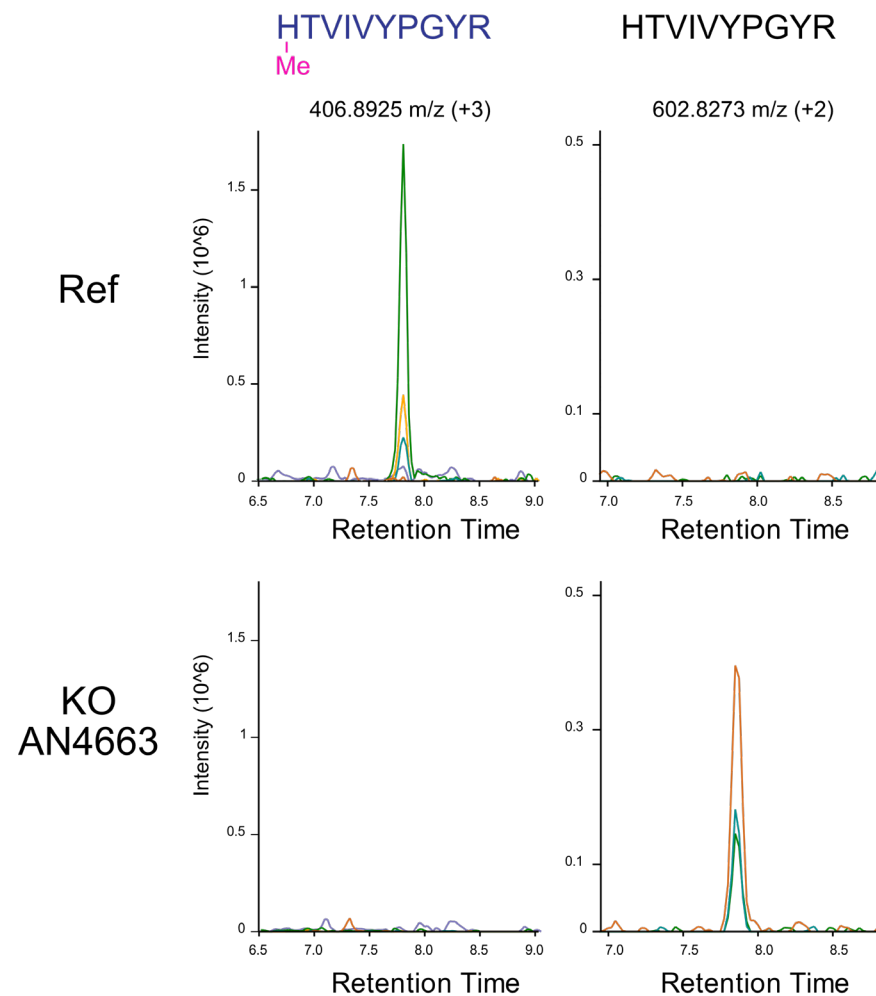 HTVIVYPGYR
Me
HTVIVYPGYR
406.8925 m/z (+3)
602.8273 m/z (+2)
Ref
Intensity (10^6)
1.5
1
0.5
0
6.5 7.0 7.5 8.0 8.5 9.0
Retention Time
0.5
0.3
0.1
0
7.0 7.5 8.0 8.5
Retention Time
KO
AN4663
Intensity (10^6)
1.5
1
0.5
0
6.5 7.0 7.5 8.0 8.5 9.0
Retention Time
0.5
0.3
0.1
0
7.0 7.5 8.0 8.5
Retention Time